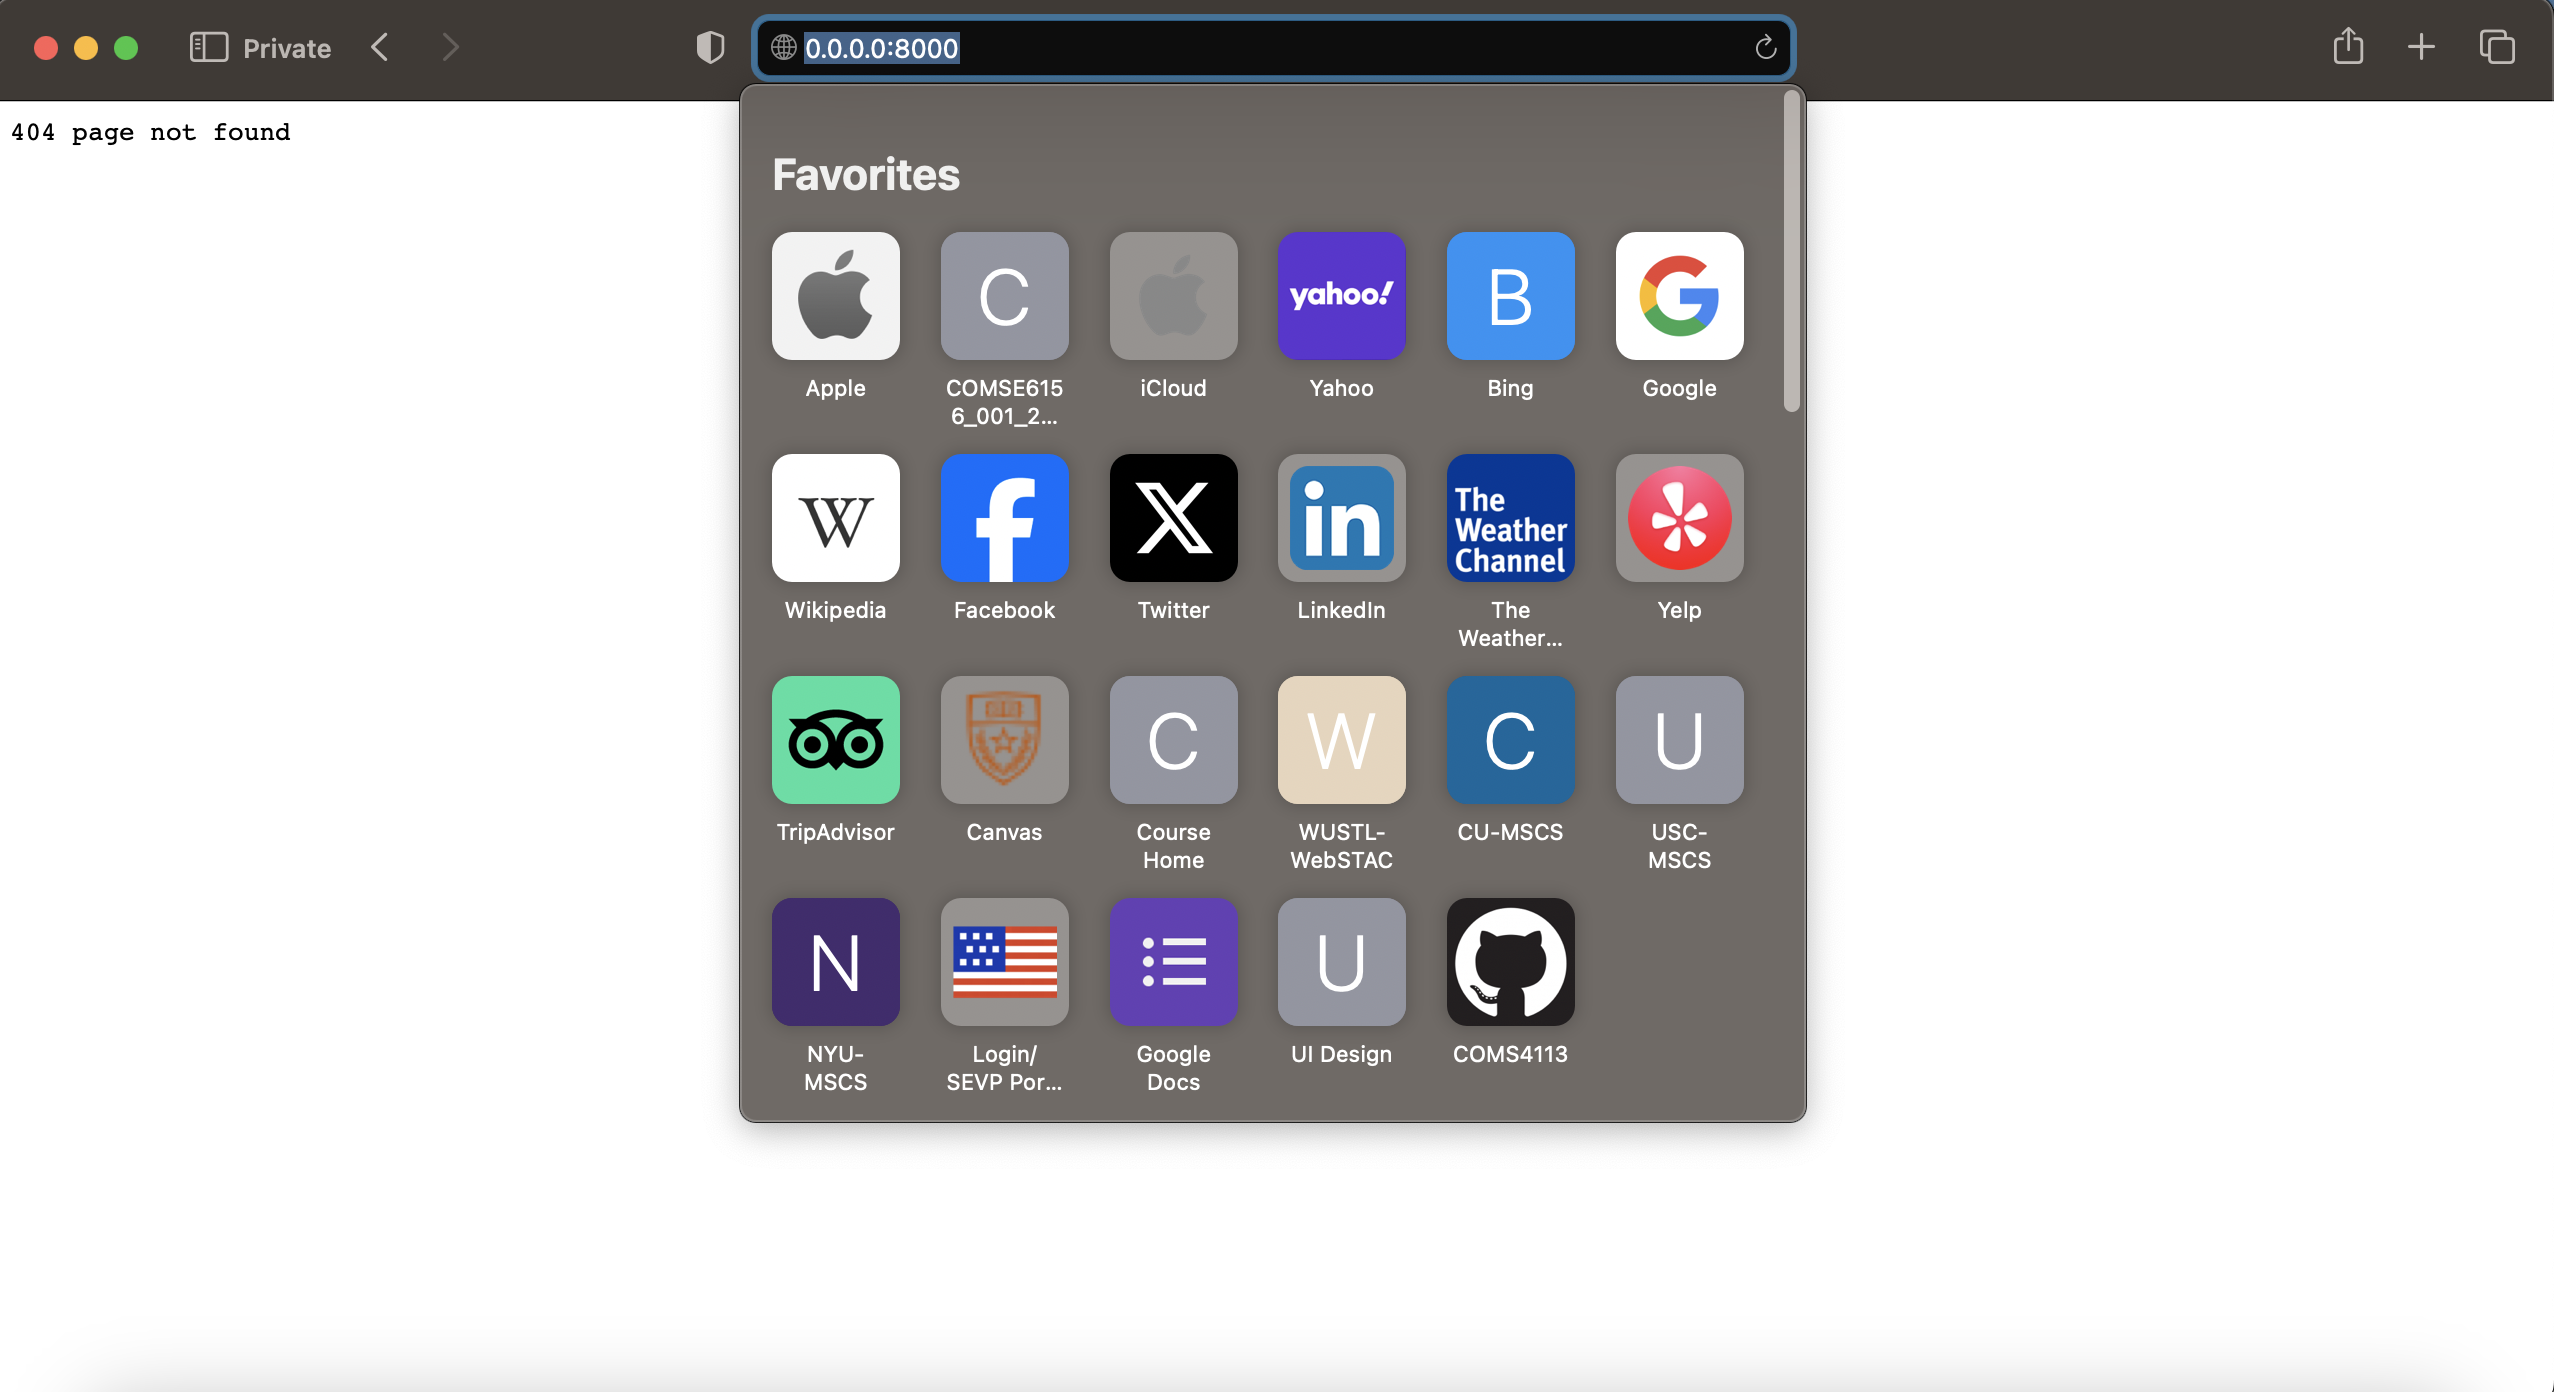 Private
0.0.0.0:8000
404 page not found
Favorites
C
yahoo!
B
G
Apple
COMSE615
6_001_2...
iCloud
Yahoo
Bing
Google
W
f
X
in
The
Weather
Channel
Wikipedia
Facebook
Twitter
LinkedIn
The
Weather...
Yelp
C
W
C
U
TripAdvisor
Canvas
Course
Home
WUSTL-
WebSTAC
CU-MSCS
USC-
MSCS
N
U
NYU-
MSCS
Login/
SEVP Por...
Google
Docs
UI Design
COMS4113